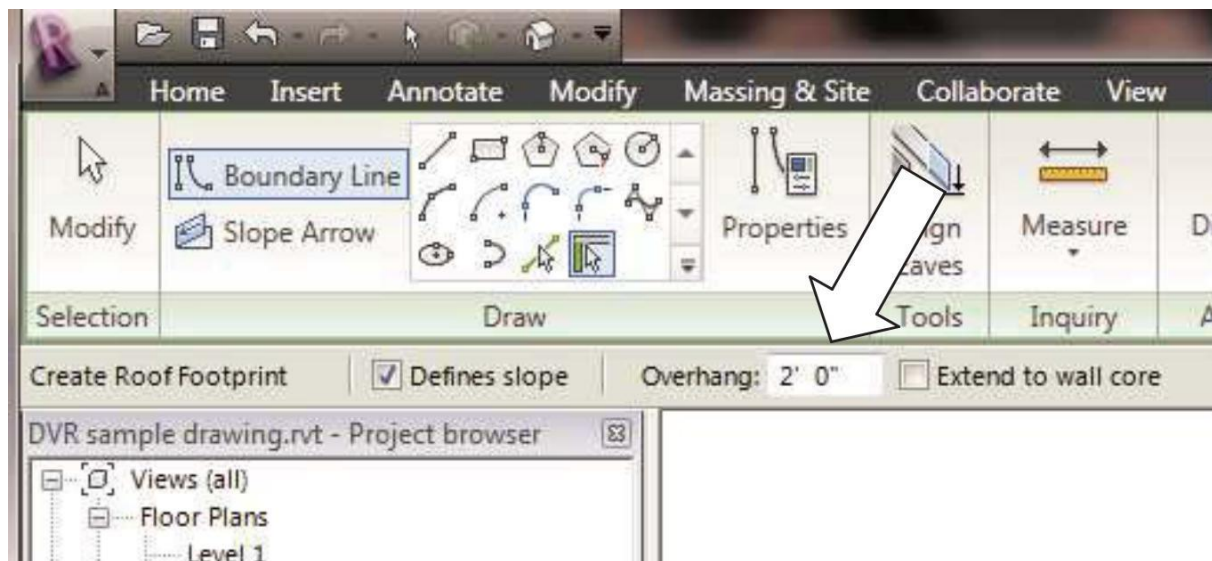 Home Insert Annotate Modify Massing & Site Collaborate View
Boundary Line
Modify
Slope Arrow
Properties
Measure
Selection Draw Tools Inquiry
Create Roof Footprint Defines slope Overhang: 2' 0" Extend to wall core
DVR sample drawing.rvt - Project browser
Views (all)
Floor Plans
Level 1